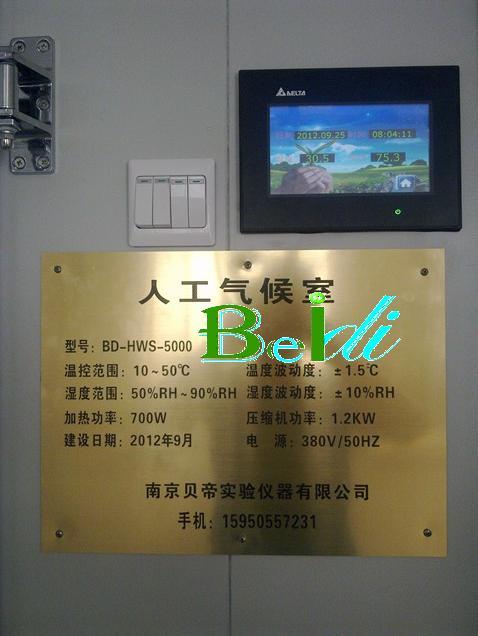 DELTA
日期 2012.09.25 时间 08:04:11
30.5 75.3
人工气候室
Beidi
型号：BD-HWS-5000
温控范围：10～50℃ 温度波动度：±1.5℃
湿度范围：50%RH～90%RH 湿度波动度：±10%RH
加热功率：700W 压缩机功率：1.2KW
建设日期：2012年9月 电 源：380V/50HZ
南京贝帝实验仪器有限公司
手机：15950557231